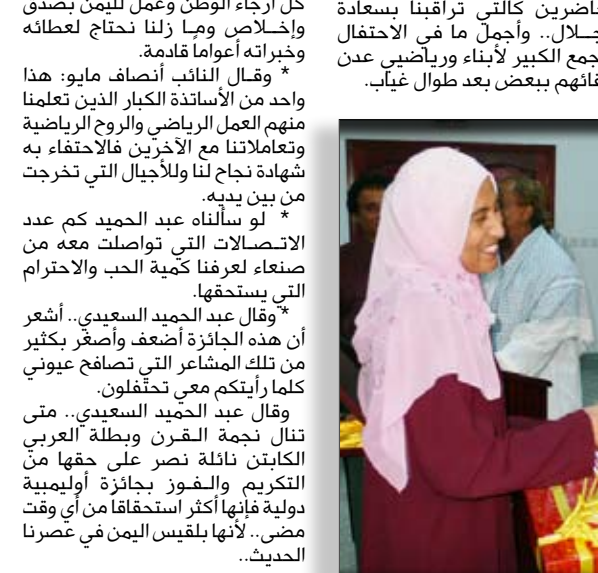 حاضرين كالتي تراقبنا بسعادة
جلال.. وأجمل ما في الاحتفال
جمع الكبير لأبناء ورياضيي عدن
قائهم ببعض بعد طوال غياب.
كل أرجاء الوطن وعمل لليمن بصدق
وإخلاص وما زلنا نحتاج لعطائه
وخبراته أعواما قادمة.
* وقال النائب أنصاف مايو: هذا
واحد من الأساتذة الكبار الذين تعلمنا
منهم العمل الرياضي والروح الرياضية
وتعاملاتنا مع الآخرين فالاحتفاء به
شهادة نجاح لنا وللأجيال التي تخرجت
من بين يديه.
* لو سألناه عبد الحميد كم عدد
الاتصالات التي تواصلت معه من
صنعاء لعرفنا كمية الحب والاحترام
التي يستحقها.
* وقال عبد الحميد السعيدي.. أشعر
أن هذه الجائزة أضعف وأصغر بكثير
من تلك المشاعر التي تصافح عيوني
كلما رأيتكم معي تحتفلون.
وقال عبد الحميد السعيدي.. متى
تنال نجمة القرن وبطلة العربي
الكابتن نائلة نصر على حقها من
التكريم والفوز بجائزة أوليمبية
دولية فإنها أكثر استحقاقاً من أي وقت
مضى.. لأنها بلقيس اليمن في عصرنا
الحديث..